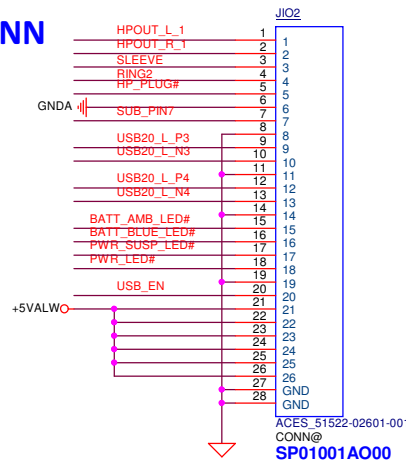 NN
JIO2
HPOUT_L_1 1 1
HPOUT_R_1 2 2
SLEEVE 3 3
RING2 4 4
HP_PLUG# 5 5
GNDA 6 6
SUB_PIN7 7 7
8 8
USB20_L_P3 9 9
USB20_L_N3 10 10
11 11
USB20_L_P4 12 12
USB20_L_N4 13 13
14 14
BATT_AMB_LED# 15 15
BATT_BLUE_LED# 16 16
PWR_SUSP_LED# 17 17
PWR_LED# 18 18
19 19
USB_EN 20 20
+5VALW 21 21
22 22
23 23
24 24
25 25
26 26
27 GND
28 GND
ACES_51522-02601-001
CONN@
SP01001AO00